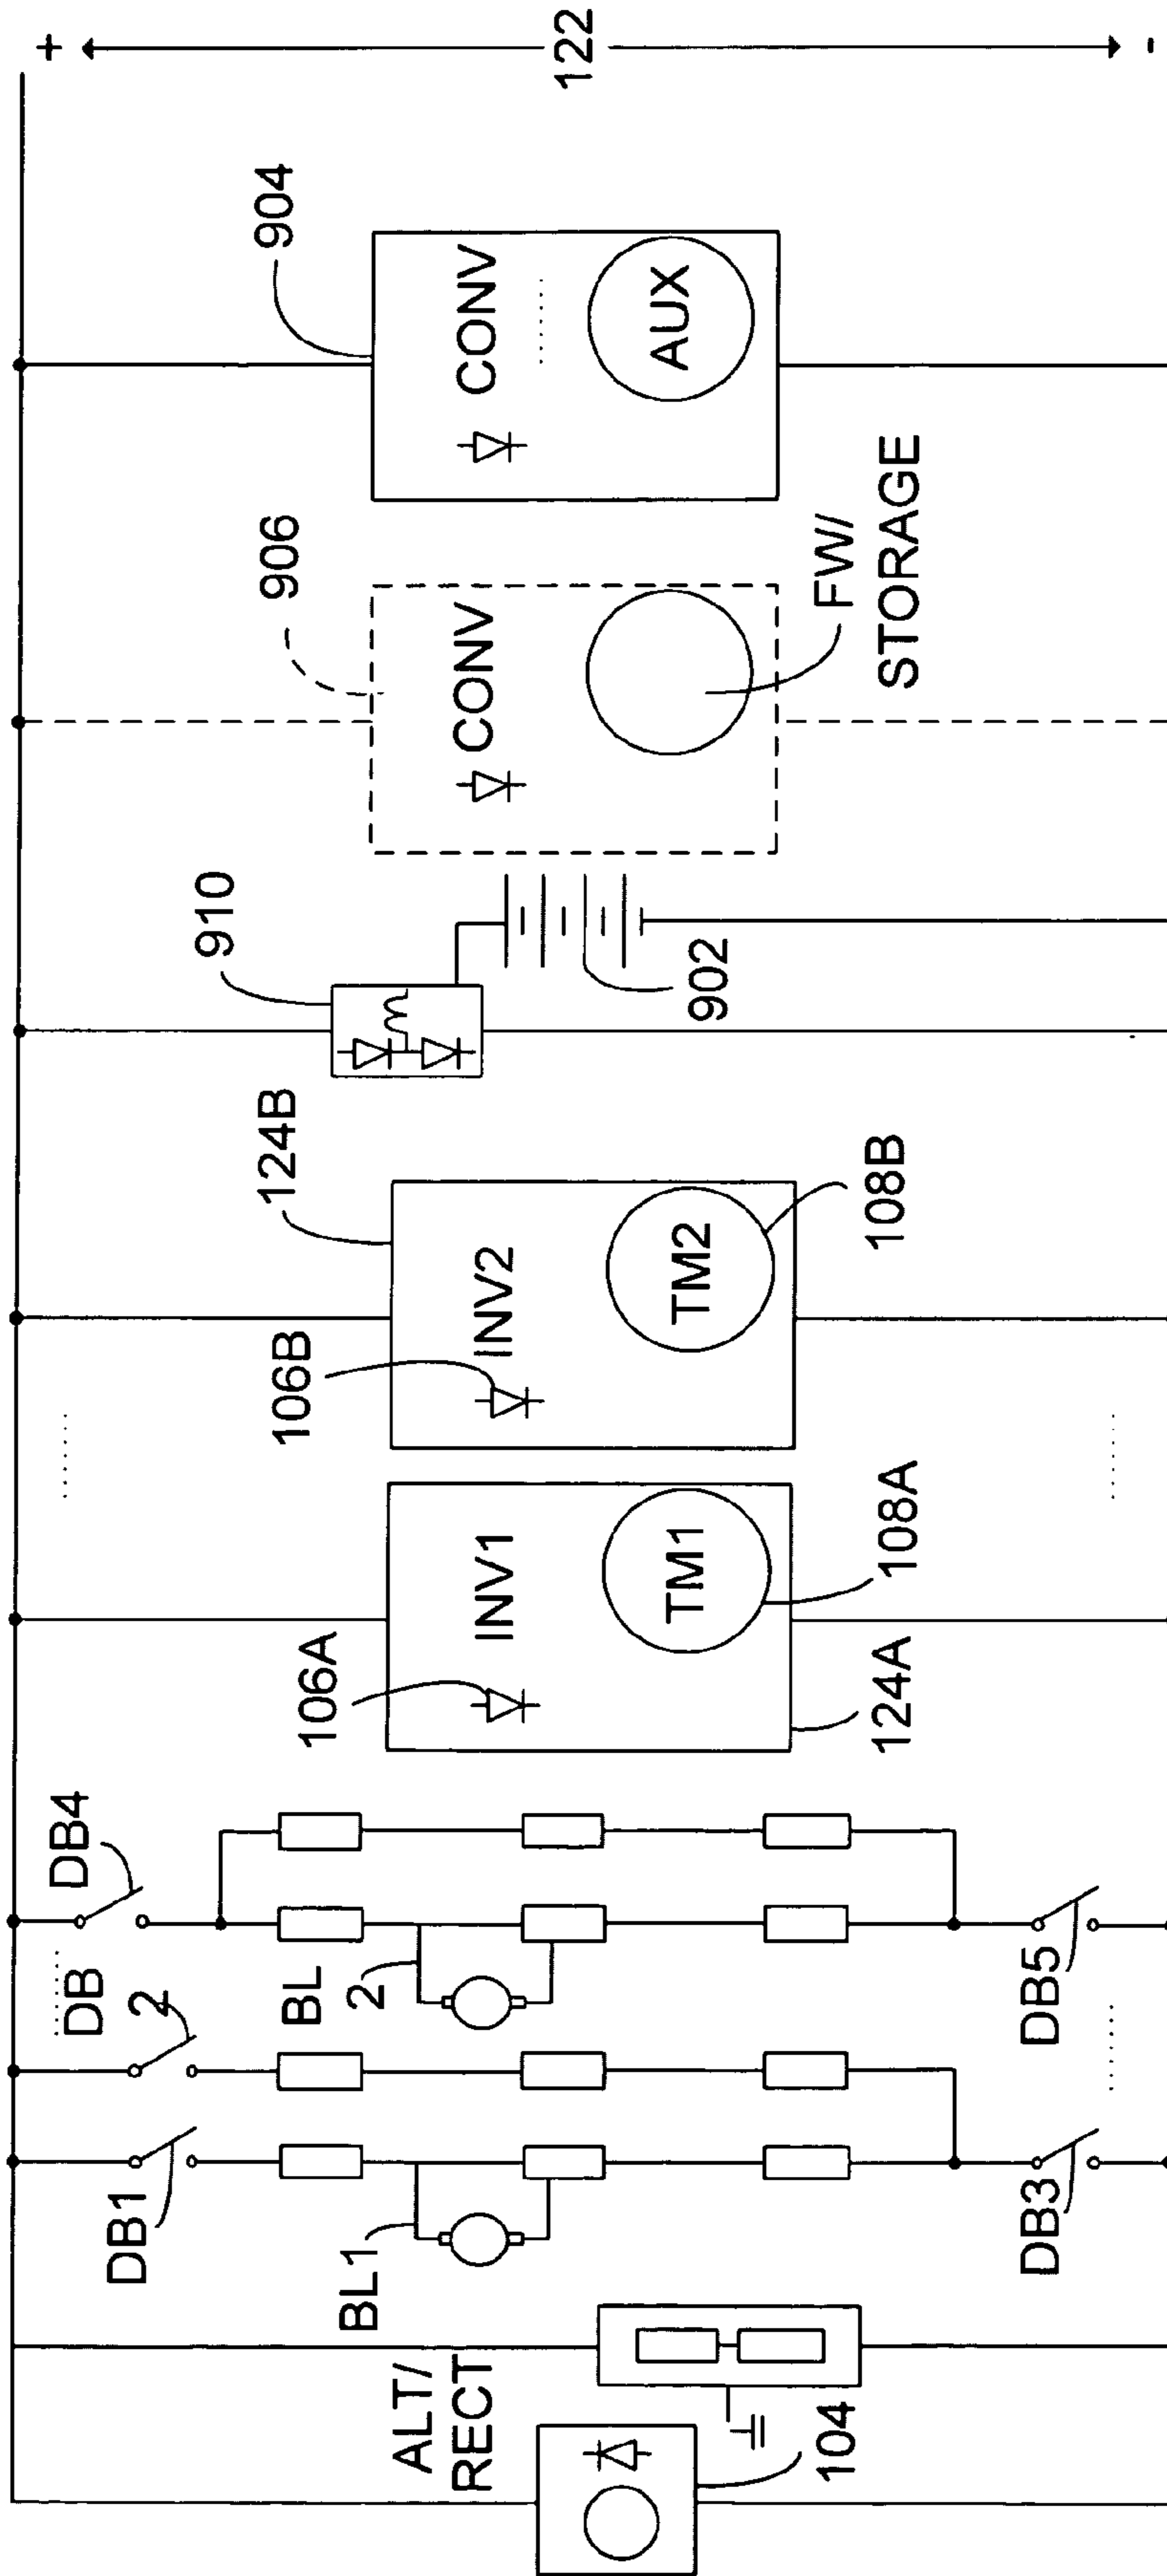 +
122
-
904
CONV
AUX
906
CONV
FW/
STORAGE
910
902
124B
106B
INV2
TM2
108B
106A
INV1
TM1
108A
124A
DB4
DB
2
BL
2
DB5
DB1
BL1
DB3
ALT/
RECT
104